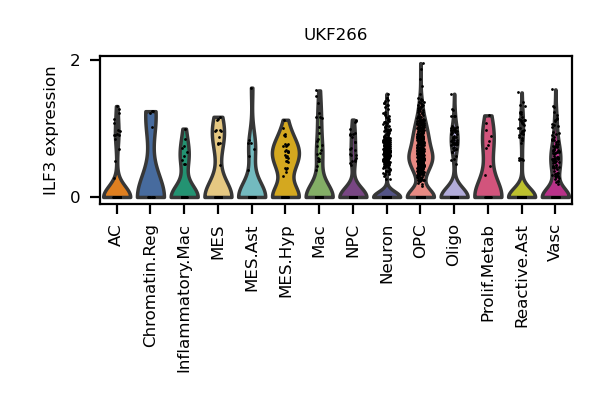 UKF266
ILF3 expression
2
0
AC
Chromatin.Reg
Inflammatory.Mac
MES
MES.Ast
MES.Hyp
Mac
NPC
Neuron
OPC
Oligo
Prolif.Metab
Reactive.Ast
Vasc